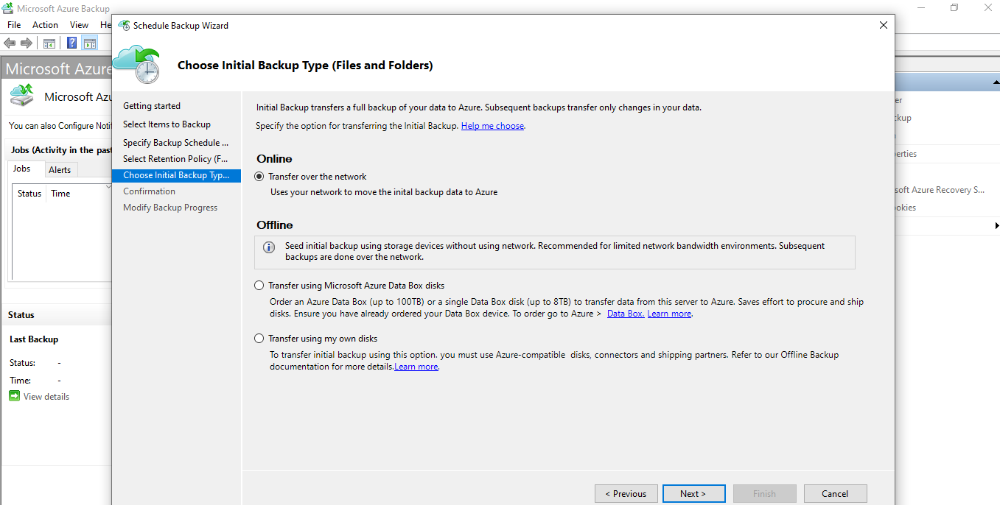 Microsoft Azure Backup
File Action View He
Schedule Backup Wizard
Choose Initial Backup Type (Files and Folders)
Microsoft Azure
Microsoft Azu
You can also Configure Notif
Jobs (Activity in the past
Jobs
Alerts
Status Time
Status
Last Backup
Status: -
Time: -
View details
Getting started
Select Items to Backup
Specify Backup Schedule ...
Select Retention Policy (F...
Choose Initial Backup Typ...
Confirmation
Modify Backup Progress
Initial Backup transfers a full backup of your data to Azure. Subsequent backups transfer only changes in your data.
Specify the option for transferring the Initial Backup. Help me choose.
Online
Transfer over the network
Uses your network to move the inital backup data to Azure
Offline
Seed initial backup using storage devices without using network. Recommended for limited network bandwidth environments. Subsequent
backups are done over the network.
Transfer using Microsoft Azure Data Box disks
Order an Azure Data Box (up to 100TB) or a single Data Box disk (up to 8TB) to transfer data from this server to Azure. Saves effort to procure and ship
disks. Ensure you have already ordered your Data Box device. To order go to Azure > Data Box. Learn more.
Transfer using my own disks
To transfer initial backup using this option. you must use Azure-compatible disks, connectors and shipping partners. Refer to our Offline Backup
documentation for more details.Learn more.
< Previous
Next >
Finish
Cancel
er
kup
erties
soft Azure Recovery S...
okies